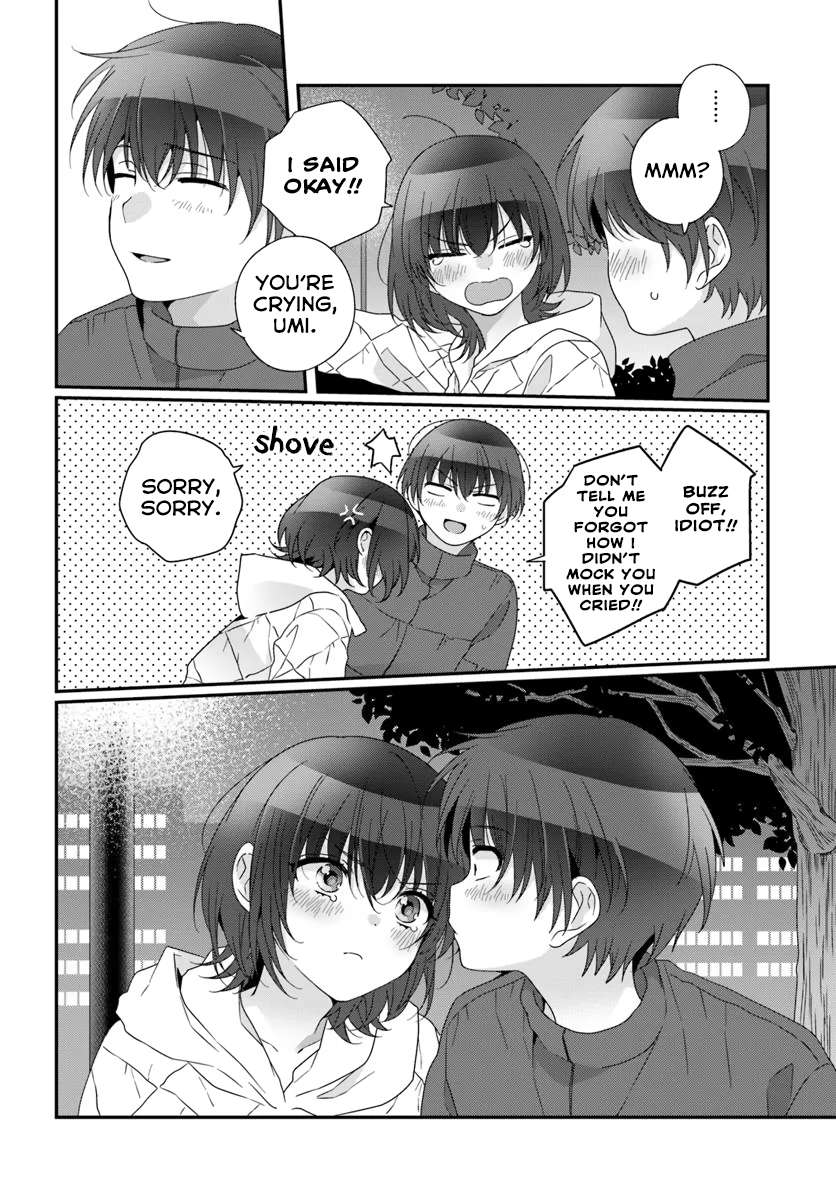 ......
MMM?
I SAID
OKAY!!
YOU'RE
CRYING,
UMI.
BUZZ
OFF,
IDIOT!!
DON'T
TELL ME
YOU
FORGOT
HOW I
DIDN'T
MOCK YOU
WHEN YOU
CRIED!!
shove
SORRY,
SORRY.